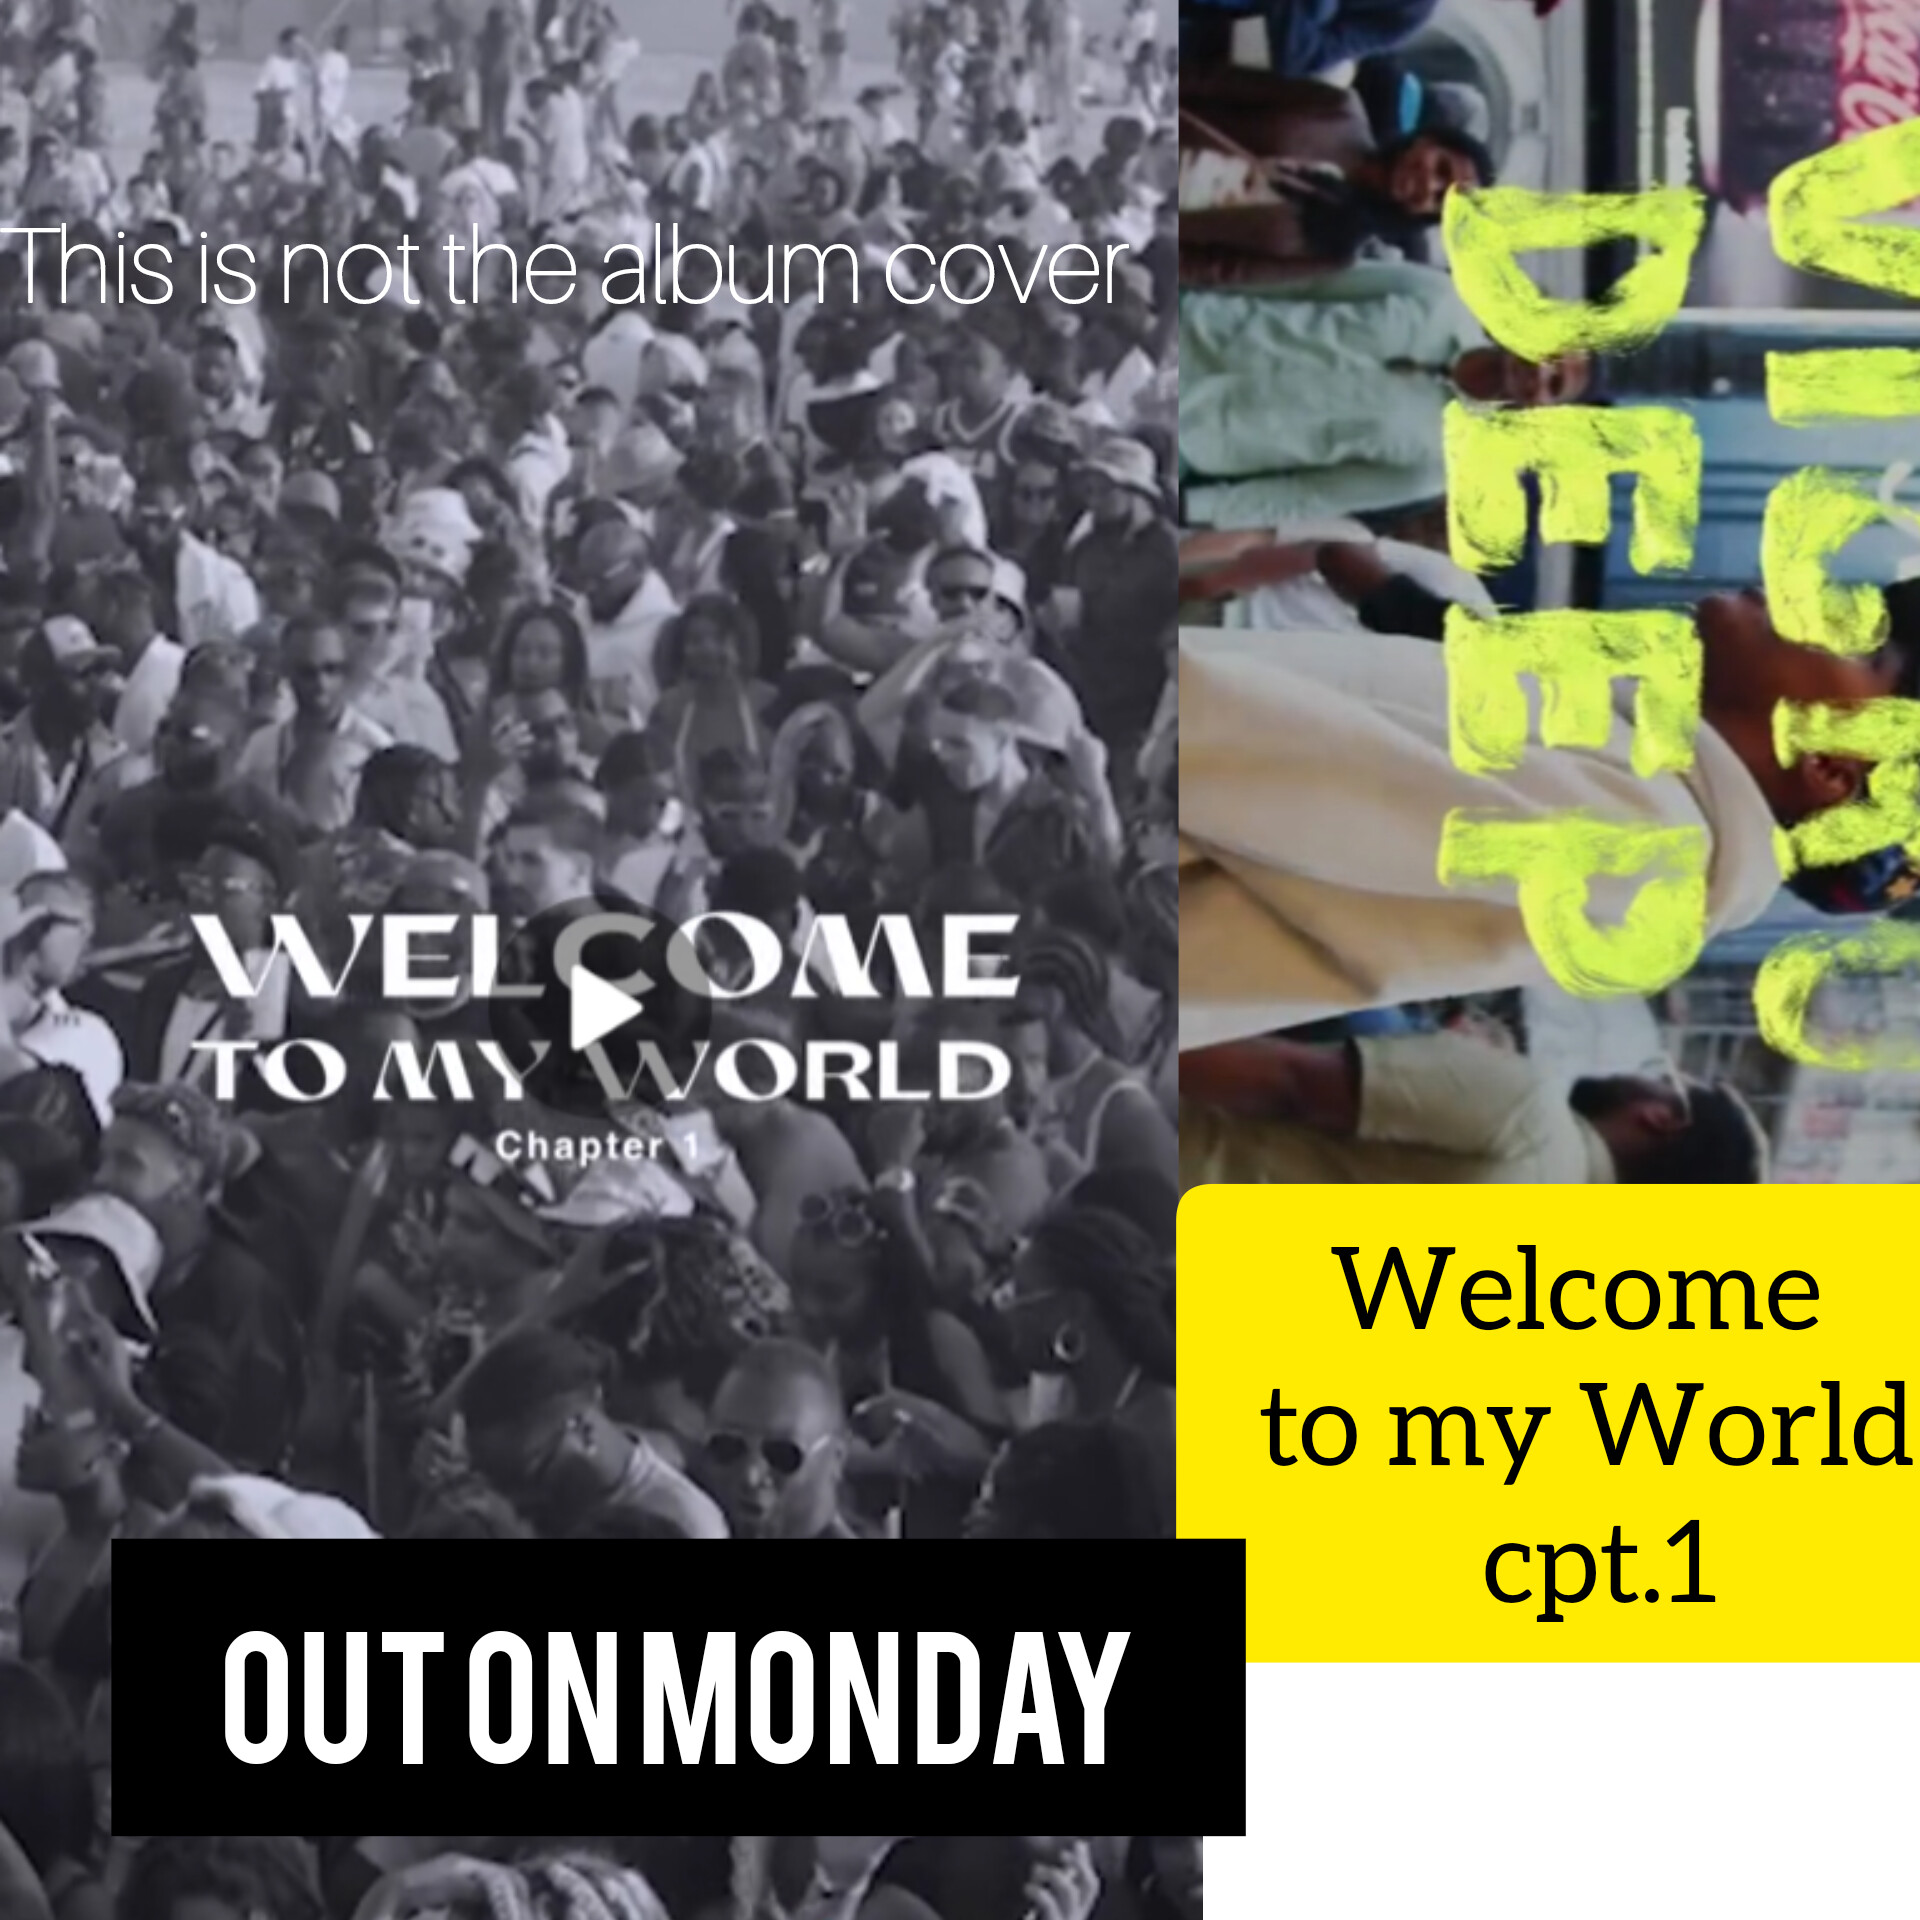 This is not the album cover
WELCOME
TO MY WORLD
Chapter 1
DEEP
Welcome
to my World
cpt.1
OUT ON MONDAY